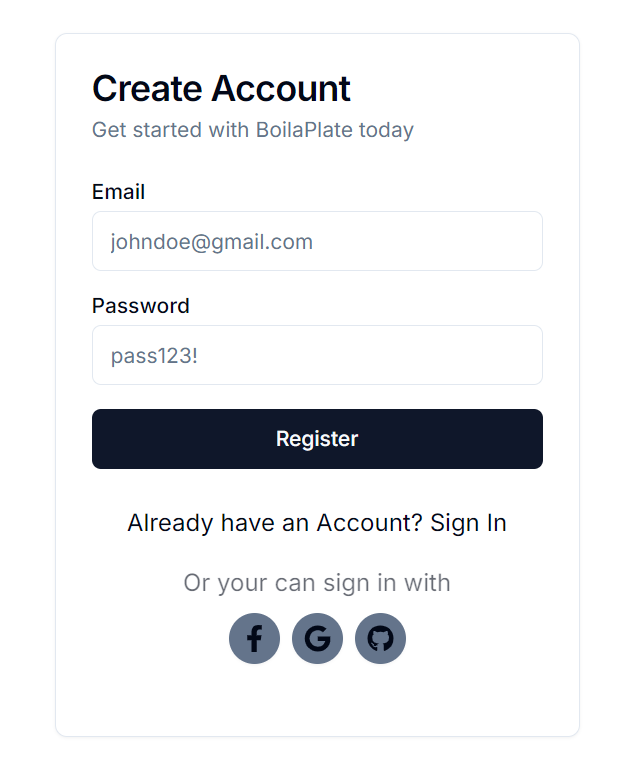 Create Account
Get started with BoilaPlate today
Email
johndoe@gmail.com
Password
pass123!
Register
Already have an Account? Sign In
Or your can sign in with